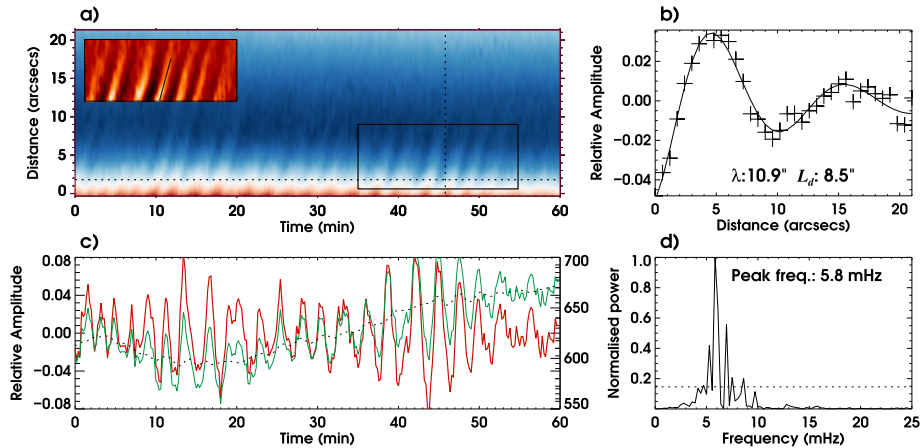 a)
Distance (arcsecs)
20
15
10
5
0
0 10 20 30 40 50 60
Time (min)
b)
Relative Amplitude
0.02
0.00
−0.02
−0.04
λ:10.9" L_d: 8.5"
0 5 10 15 20
Distance (arcsecs)
c)
Relative Amplitude
0.08
0.04
0.00
−0.04
−0.08
700
650
600
550
0 10 20 30 40 50 60
Time (min)
d)
Normalised power
1.0
0.8
0.6
0.4
0.2
Peak freq.: 5.8 mHz
0 5 10 15 20 25
Frequency (mHz)